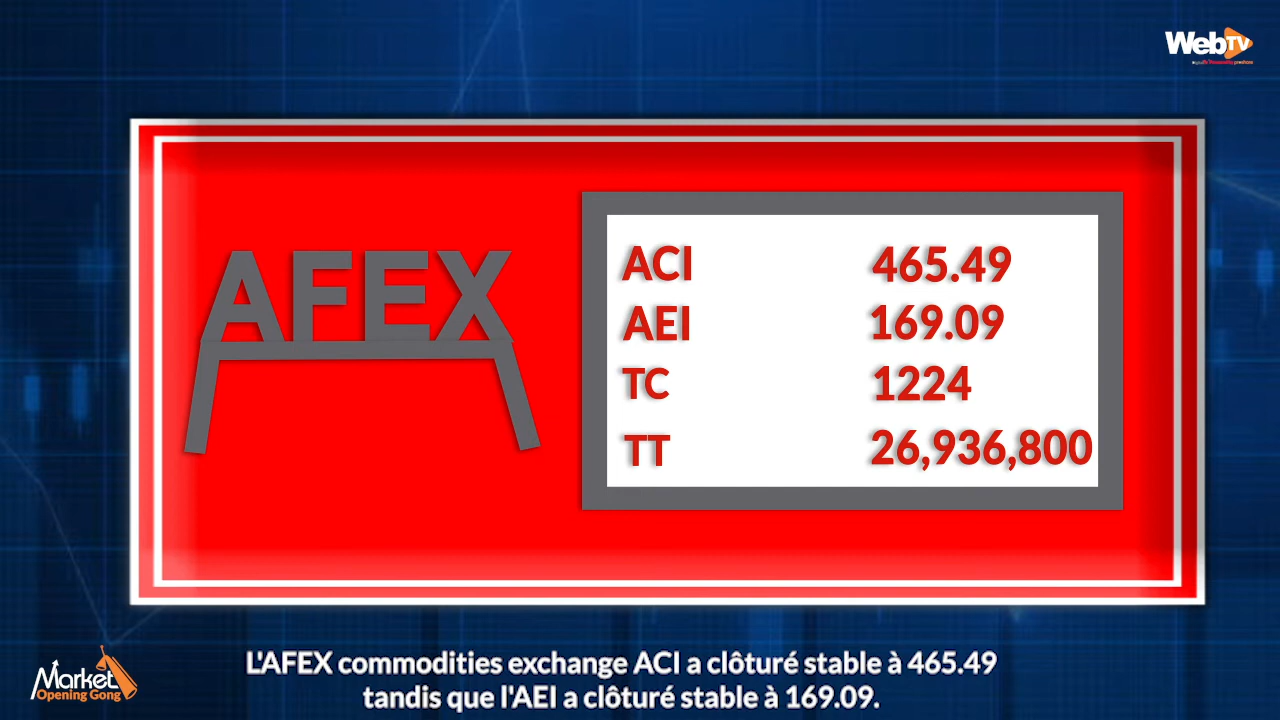 WebTV
AFEX
ACI 465.49
AEI 169.09
TC 1224
TT 26,936,800
Market
Opening Gong
L'AFEX commodities exchange ACI a clôturé stable à 465.49
tandis que l'AEI a clôturé stable à 169.09.